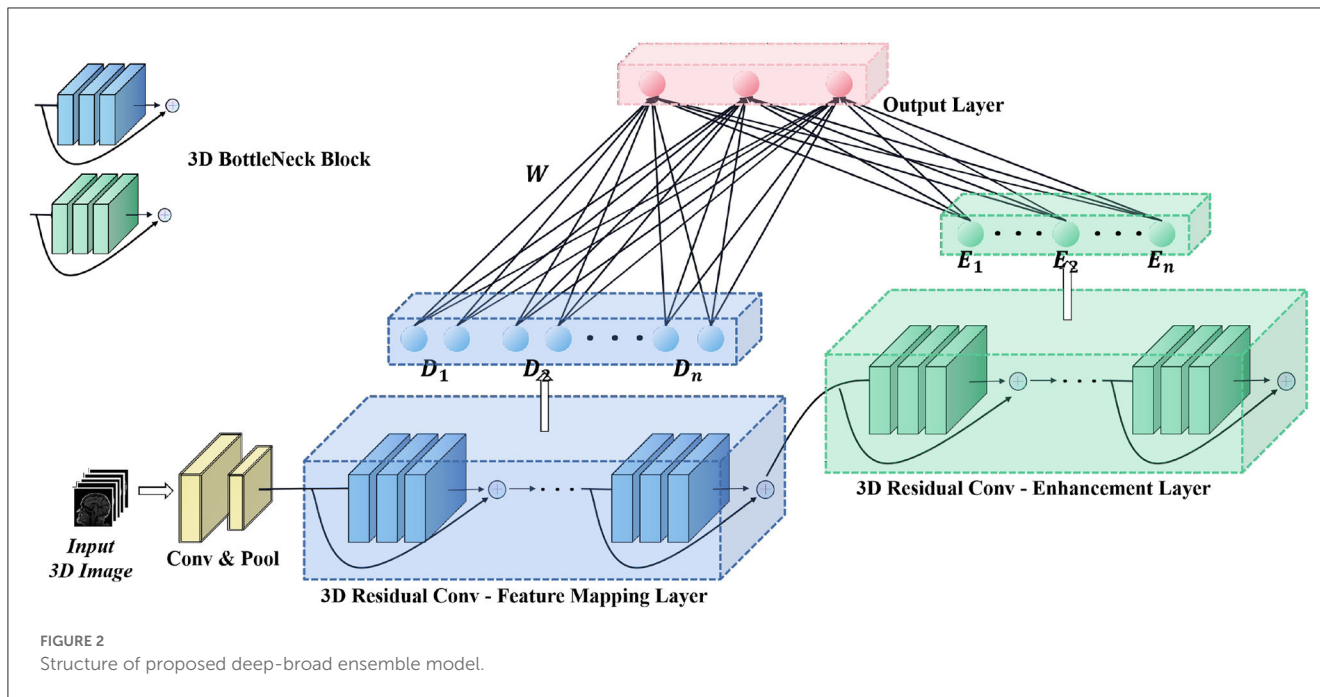 3D BottleNeck Block
Output Layer
W
E1 E2 En
D1 D2 Dn
Input
3D Image
Conv & Pool
3D Residual Conv - Feature Mapping Layer
3D Residual Conv - Enhancement Layer
FIGURE 2
Structure of proposed deep-broad ensemble model.